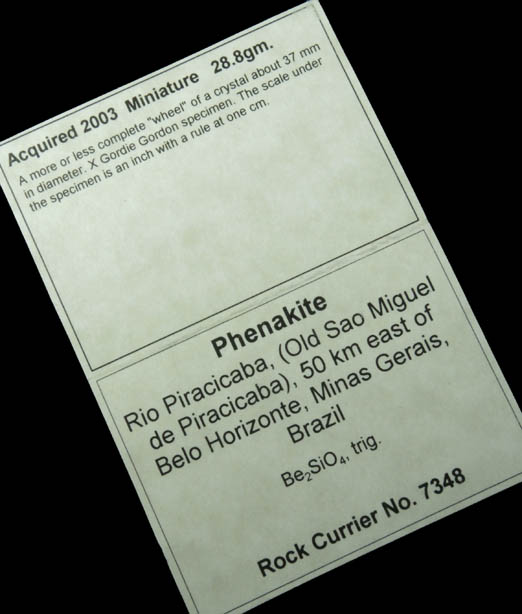 Acquired 2003 Miniature 28.8gm.
A more or less complete "wheel" of a crystal about 37 mm
in diameter. X Gordie Gordon specimen. The scale under
the specimen is an inch with a rule at one cm.
Phenakite
Rio Piracicaba, (Old Sao Miguel
de Piracicaba), 50 km east of
Belo Horizonte, Minas Gerais,
Brazil
Be₂SiO₄, trig.
Rock Currier No. 7348